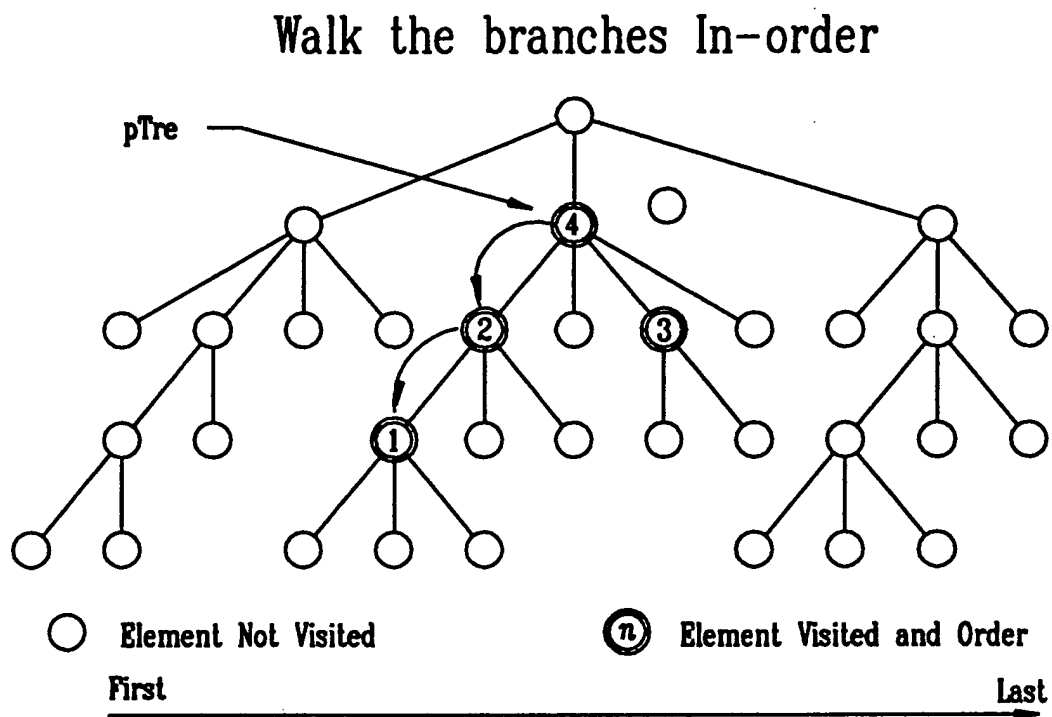 Walk the branches In-order
pTre
4
2
3
1
Element Not Visited
n Element Visited and Order
First
Last